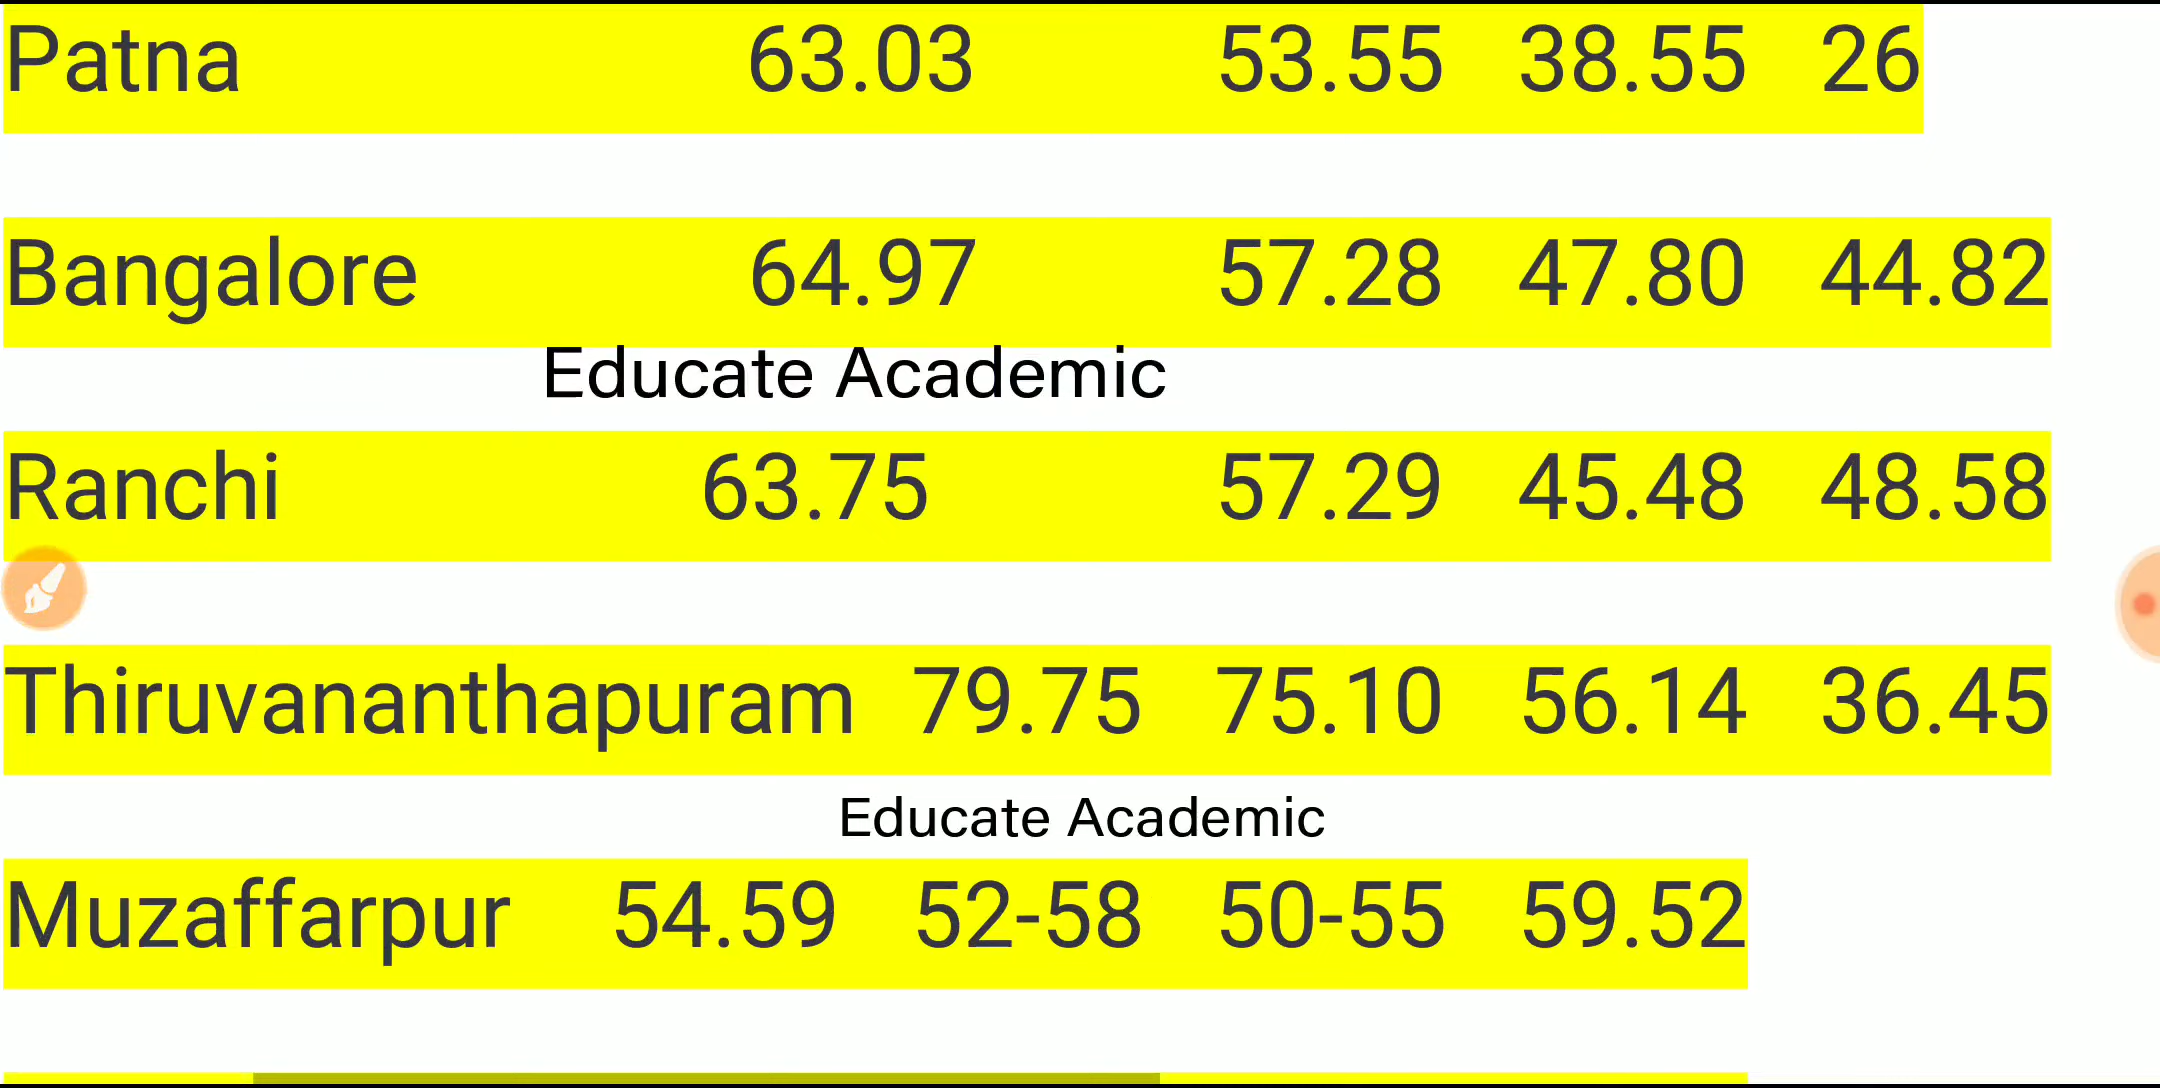 Patna 63.03 53.55 38.55 26
Bangalore 64.97 57.28 47.80 44.82
Educate Academic
Ranchi 63.75 57.29 45.48 48.58
Thiruvananthapuram 79.75 75.10 56.14 36.45
Educate Academic
Muzaffarpur 54.59 52-58 50-55 59.52